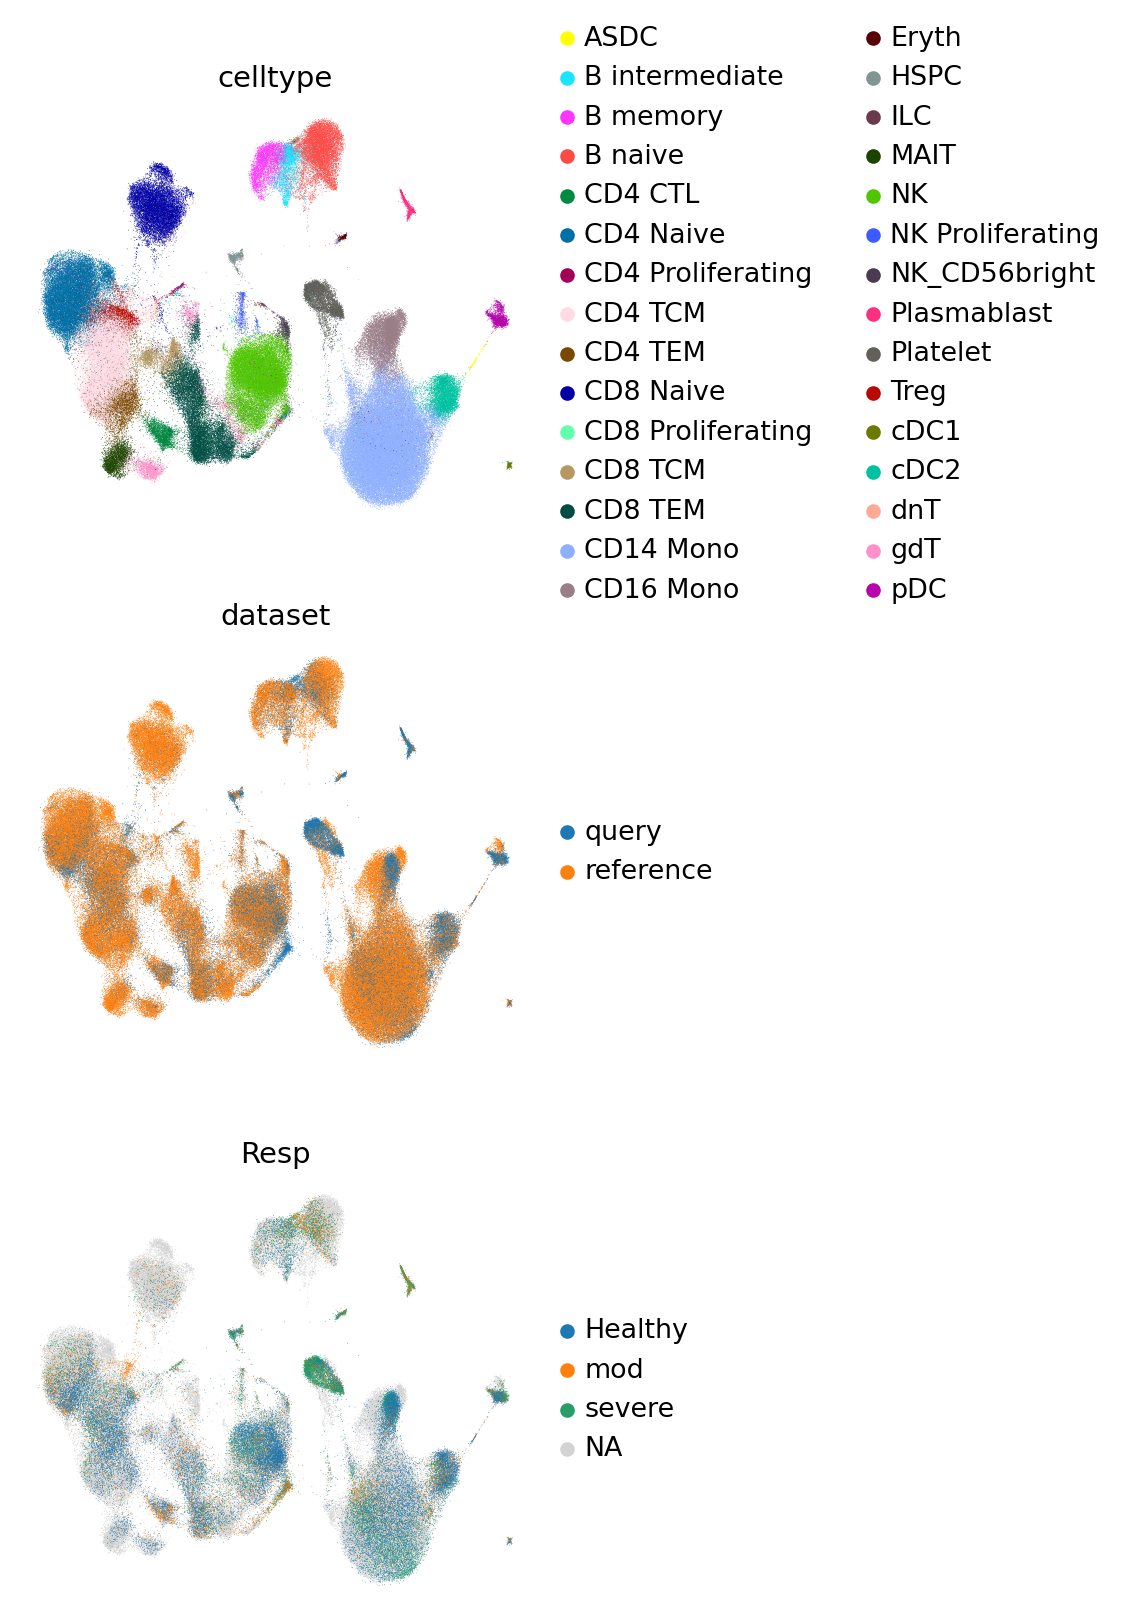 celltype
ASDC
B intermediate
B memory
B naive
CD4 CTL
CD4 Naive
CD4 Proliferating
CD4 TCM
CD4 TEM
CD8 Naive
CD8 Proliferating
CD8 TCM
CD8 TEM
CD14 Mono
CD16 Mono
Eryth
HSPC
ILC
MAIT
NK
NK Proliferating
NK_CD56bright
Plasmablast
Platelet
Treg
cDC1
cDC2
dnT
gdT
pDC
dataset
query
reference
Resp
Healthy
mod
severe
NA